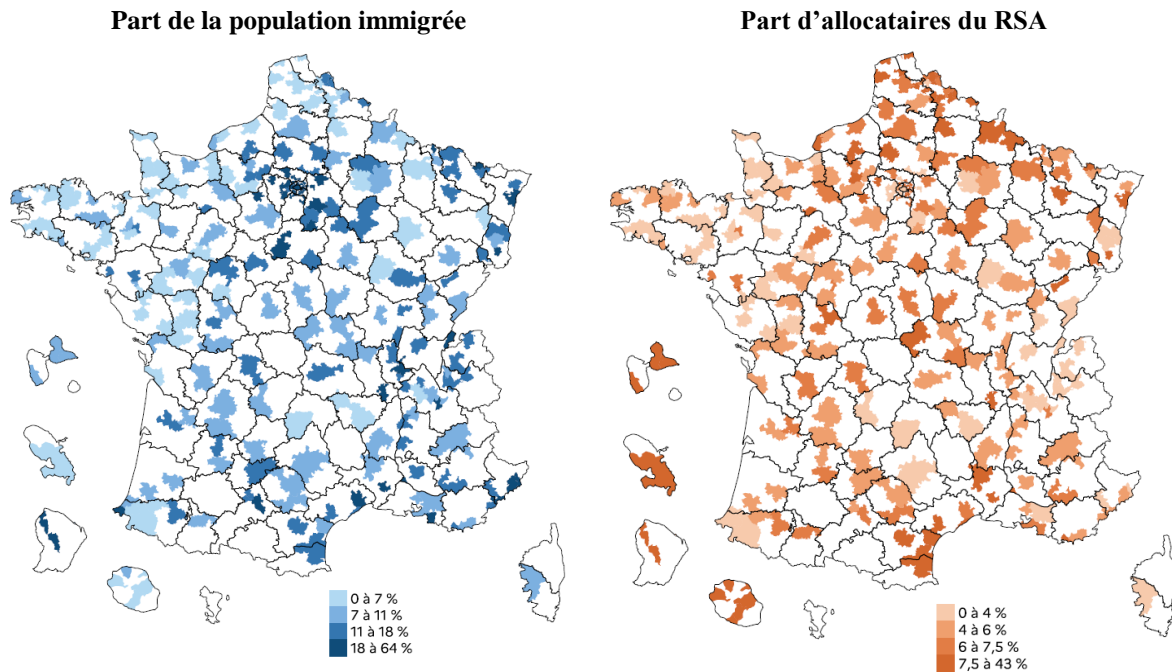 Part de la population immigrée
Part d’allocataires du RSA
0 à 7 %
7 à 11 %
11 à 18 %
18 à 64 %
0 à 4 %
4 à 6 %
6 à 7,5 %
7,5 à 43 %